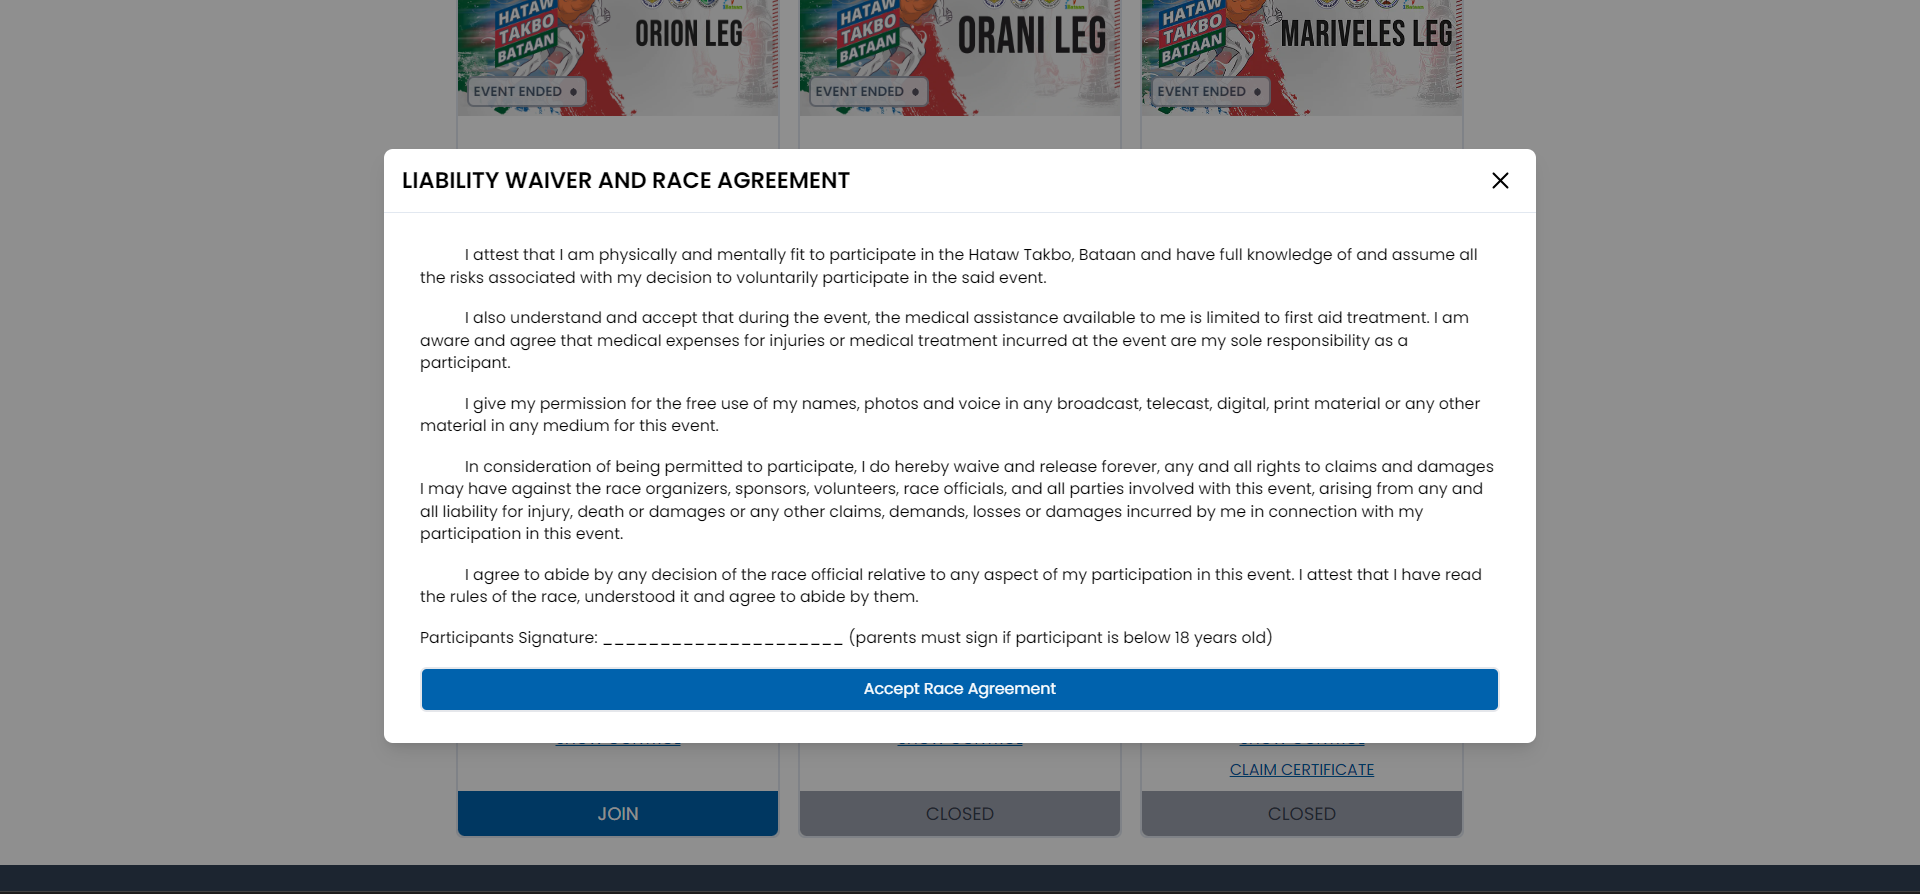 HATAW
TAKBO
BATAAN
ORION LEG
EVENT ENDED
HATAW
TAKBO
BATAAN
ORANI LEG
EVENT ENDED
HATAW
TAKBO
BATAAN
MARIVELES LEG
EVENT ENDED
LIABILITY WAIVER AND RACE AGREEMENT
I attest that I am physically and mentally fit to participate in the Hataw Takbo, Bataan and have full knowledge of and assume all
the risks associated with my decision to voluntarily participate in the said event.
I also understand and accept that during the event, the medical assistance available to me is limited to first aid treatment. I am
aware and agree that medical expenses for injuries or medical treatment incurred at the event are my sole responsibility as a
participant.
I give my permission for the free use of my names, photos and voice in any broadcast, telecast, digital, print material or any other
material in any medium for this event.
In consideration of being permitted to participate, I do hereby waive and release forever, any and all rights to claims and damages
I may have against the race organizers, sponsors, volunteers, race officials, and all parties involved with this event, arising from any and
all liability for injury, death or damages or any other claims, demands, losses or damages incurred by me in connection with my
participation in this event.
I agree to abide by any decision of the race official relative to any aspect of my participation in this event. I attest that I have read
the rules of the race, understood it and agree to abide by them.
Participants Signature: _____________________ (parents must sign if participant is below 18 years old)
Accept Race Agreement
CLAIM CERTIFICATE
JOIN
CLOSED
CLOSED